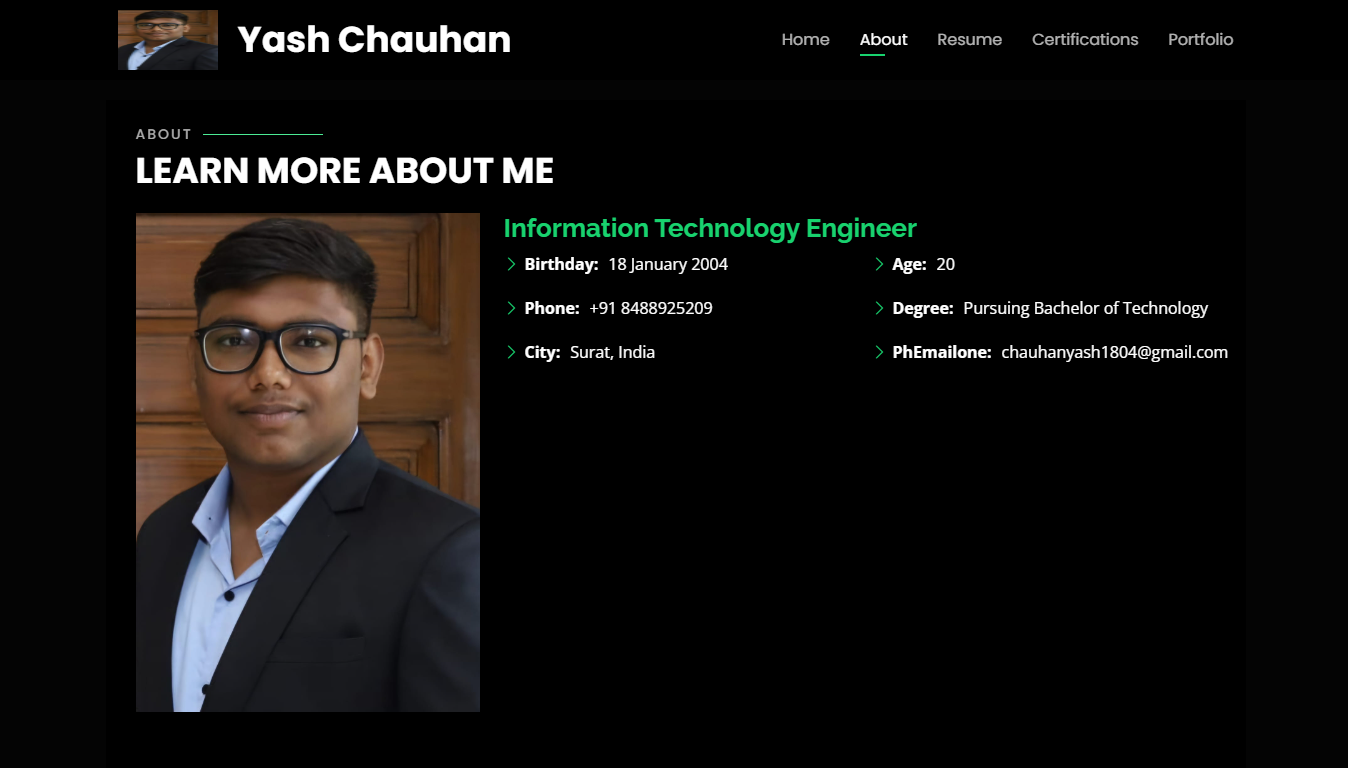 Yash Chauhan
Home About Resume Certifications Portfolio
ABOUT
LEARN MORE ABOUT ME
Information Technology Engineer
Birthday: 18 January 2004
Age: 20
Phone: +91 8488925209
Degree: Pursuing Bachelor of Technology
City: Surat, India
PhEmailone: chauhanyash1804@gmail.com